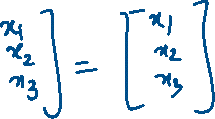 x₁
x₂
x₃ ] = [ x₁
x₂
x₃ ]